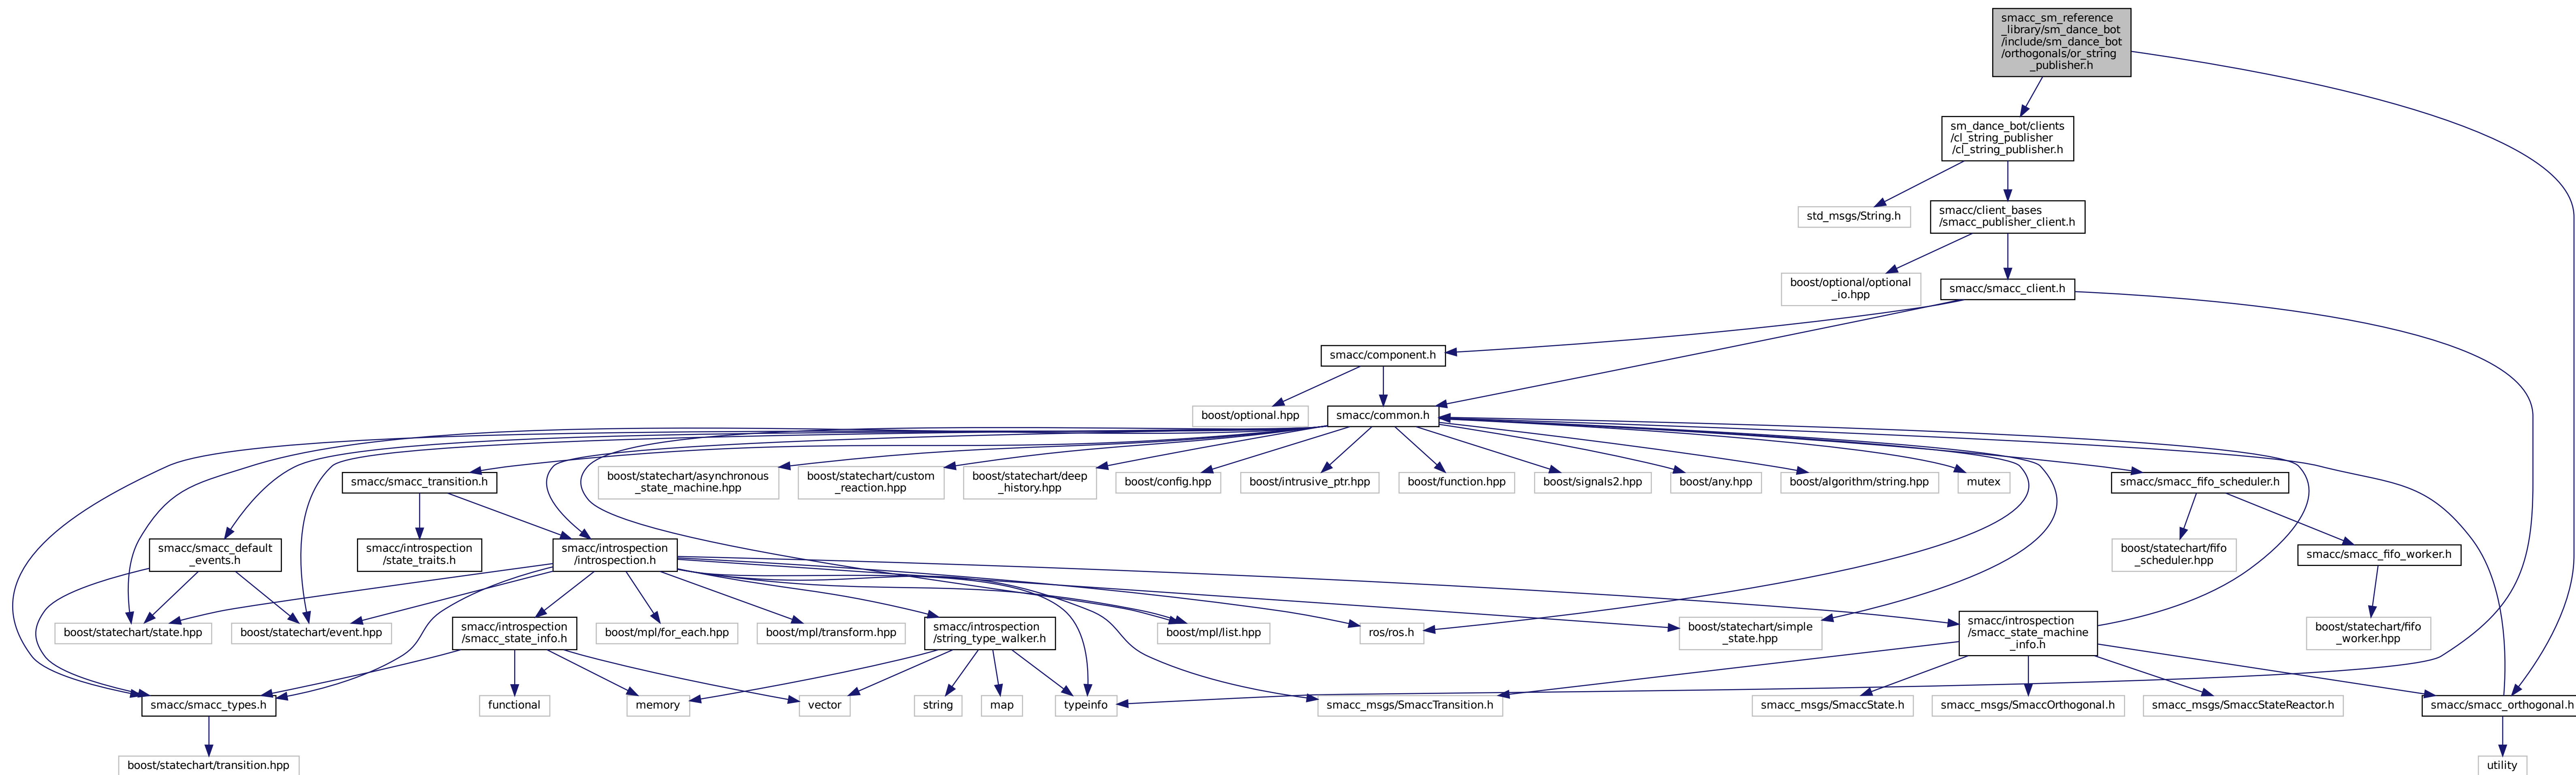 smacc_sm_reference
_library/sm_dance_bot
/include/sm_dance_bot
/orthogonals/or_string
_publisher.h
sm_dance_bot/clients
/cl_string_publisher
/cl_string_publisher.h
std_msgs/String.h
smacc/client_bases
/smacc_publisher_client.h
boost/optional/optional
_io.hpp
smacc/smacc_client.h
smacc/component.h
boost/optional.hpp
smacc/common.h
smacc/smacc_transition.h
boost/statechart/asynchronous
_state_machine.hpp
boost/statechart/custom
_reaction.hpp
boost/statechart/deep
_history.hpp
boost/config.hpp
boost/intrusive_ptr.hpp
boost/function.hpp
boost/signals2.hpp
boost/any.hpp
boost/algorithm/string.hpp
mutex
smacc/smacc_fifo_scheduler.h
smacc/smacc_default
_events.h
smacc/introspection
/state_traits.h
smacc/introspection
/introspection.h
boost/statechart/fifo
_scheduler.hpp
smacc/smacc_fifo_worker.h
boost/statechart/state.hpp
boost/statechart/event.hpp
smacc/introspection
/smacc_state_info.h
boost/mpl/for_each.hpp
boost/mpl/transform.hpp
smacc/introspection
/string_type_walker.h
boost/mpl/list.hpp
ros/ros.h
boost/statechart/simple
_state.hpp
smacc/introspection
/smacc_state_machine
_info.h
boost/statechart/fifo
_worker.hpp
smacc/smacc_types.h
functional
memory
vector
string
map
typeinfo
smacc_msgs/SmaccTransition.h
smacc_msgs/SmaccState.h
smacc_msgs/SmaccOrthogonal.h
smacc_msgs/SmaccStateReactor.h
smacc/smacc_orthogonal.h
boost/statechart/transition.hpp
utility